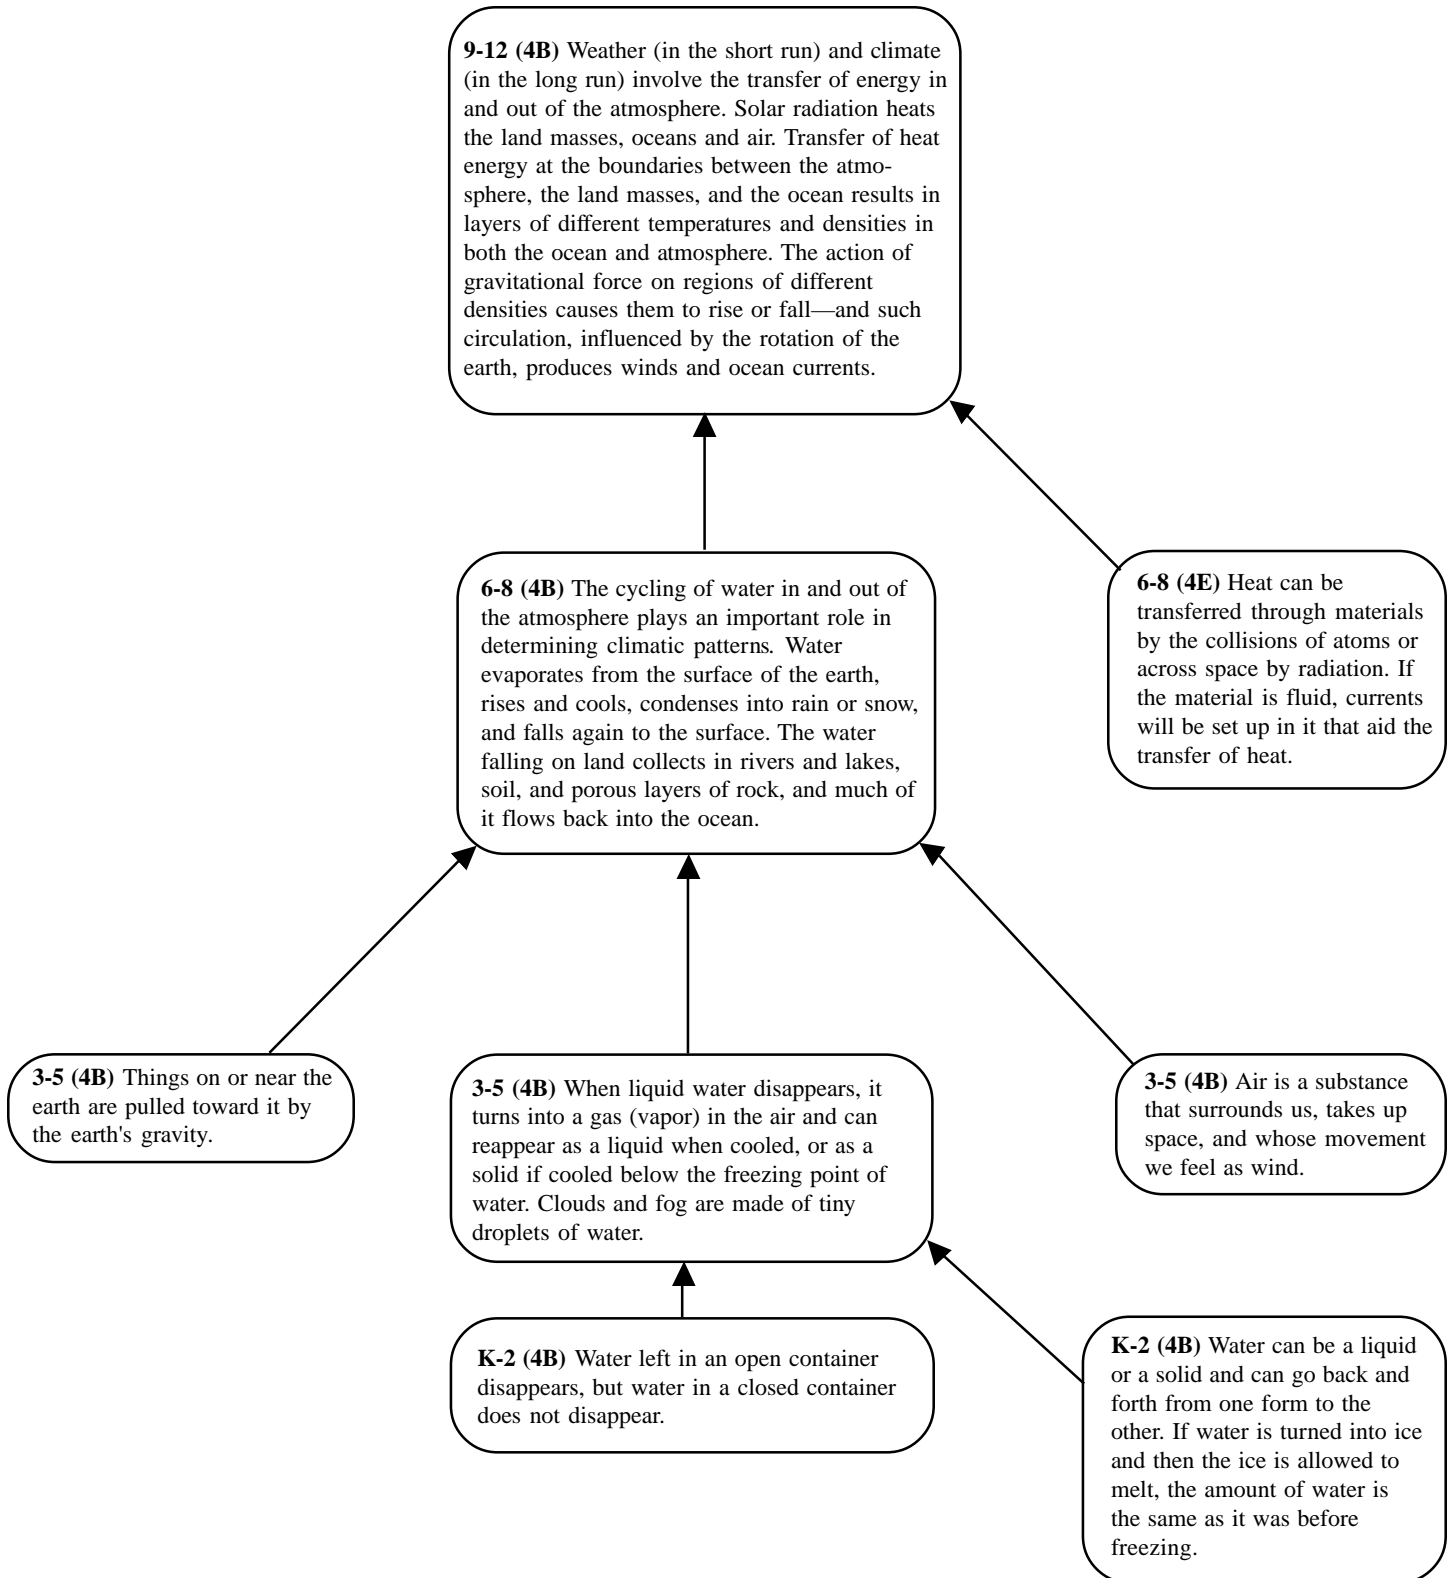 9-12 (4B) Weather (in the short run) and climate
(in the long run) involve the transfer of energy in
and out of the atmosphere. Solar radiation heats
the land masses, oceans and air. Transfer of heat
energy at the boundaries between the atmo-
sphere, the land masses, and the ocean results in
layers of different temperatures and densities in
both the ocean and atmosphere. The action of
gravitational force on regions of different
densities causes them to rise or fall—and such
circulation, influenced by the rotation of the
earth, produces winds and ocean currents.
6-8 (4B) The cycling of water in and out of
the atmosphere plays an important role in
determining climatic patterns. Water
evaporates from the surface of the earth,
rises and cools, condenses into rain or snow,
and falls again to the surface. The water
falling on land collects in rivers and lakes,
soil, and porous layers of rock, and much of
it flows back into the ocean.
6-8 (4E) Heat can be
transferred through materials
by the collisions of atoms or
across space by radiation. If
the material is fluid, currents
will be set up in it that aid the
transfer of heat.
3-5 (4B) Things on or near the
earth are pulled toward it by
the earth's gravity.
3-5 (4B) When liquid water disappears, it
turns into a gas (vapor) in the air and can
reappear as a liquid when cooled, or as a
solid if cooled below the freezing point of
water. Clouds and fog are made of tiny
droplets of water.
3-5 (4B) Air is a substance
that surrounds us, takes up
space, and whose movement
we feel as wind.
K-2 (4B) Water left in an open container
disappears, but water in a closed container
does not disappear.
K-2 (4B) Water can be a liquid
or a solid and can go back and
forth from one form to the
other. If water is turned into ice
and then the ice is allowed to
melt, the amount of water is
the same as it was before
freezing.